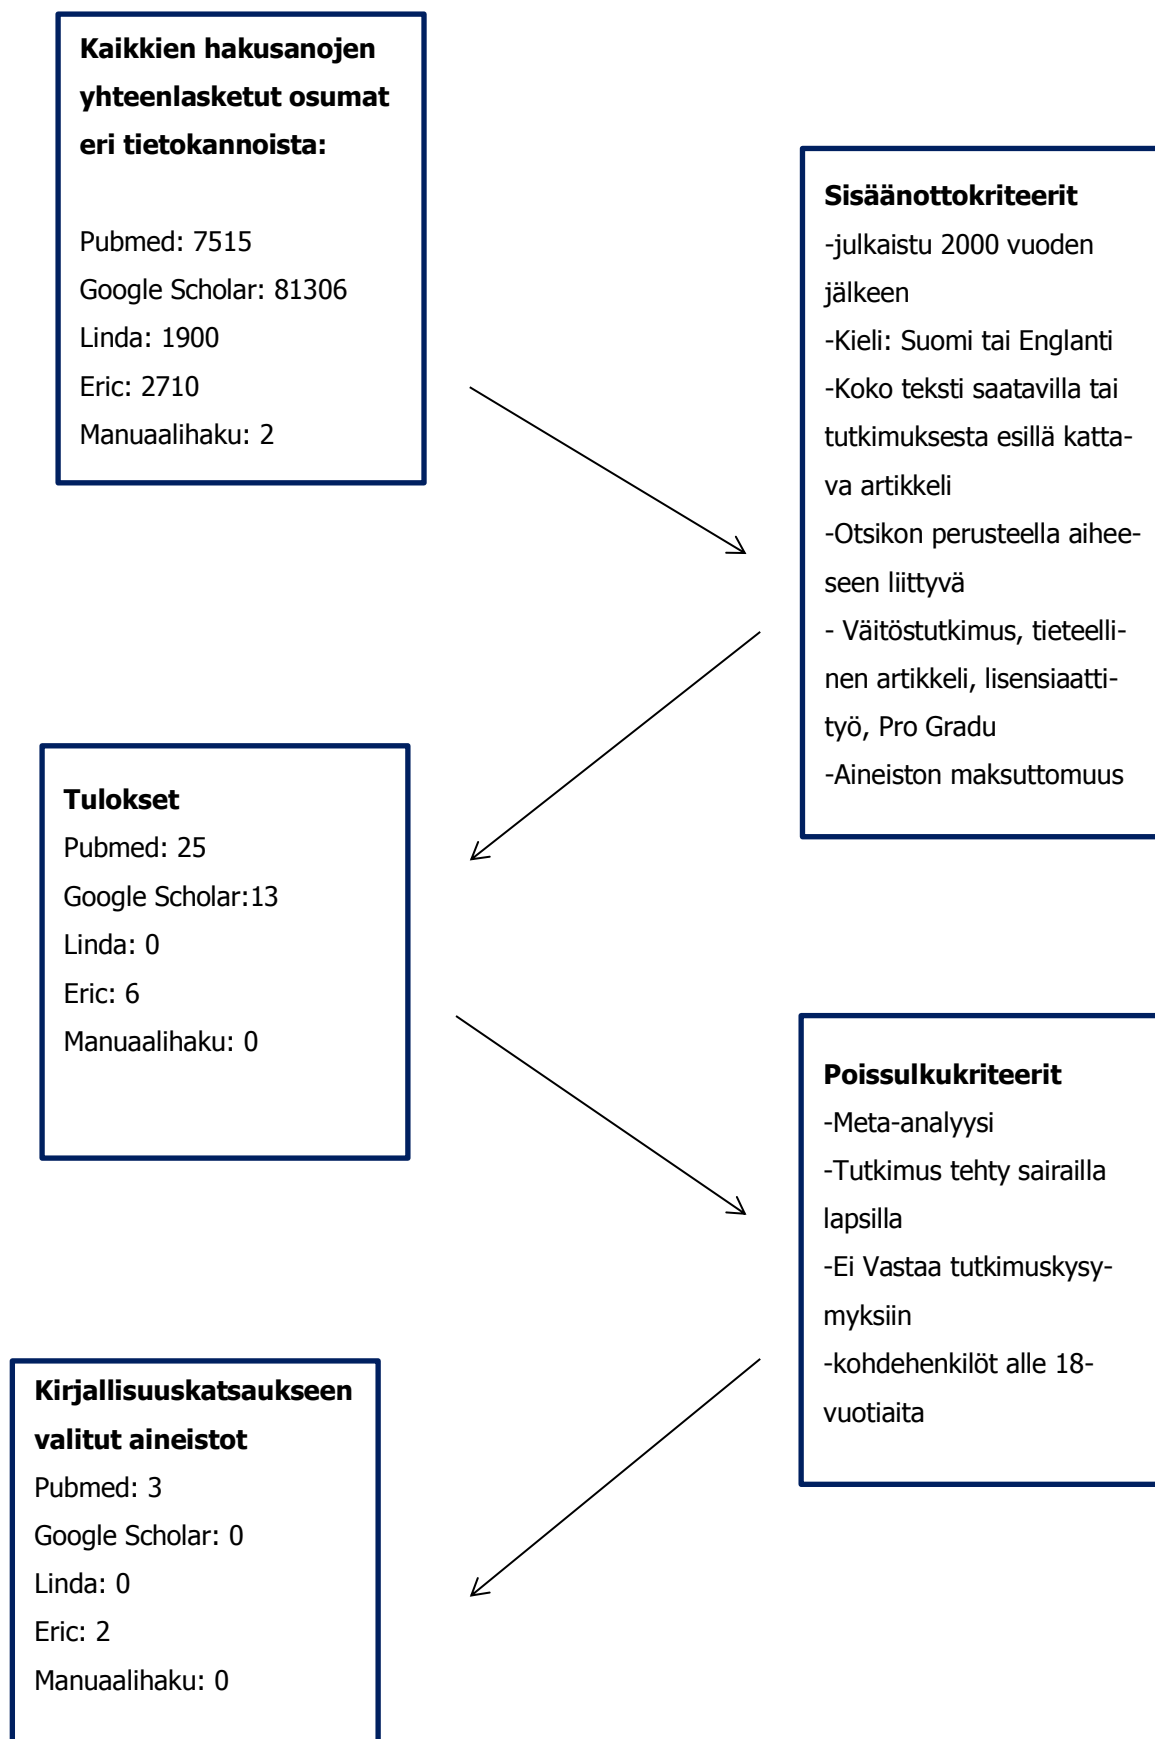 Kaikkien hakusanojen
yhteenlasketut osumat
eri tietokannoista:
Pubmed: 7515
Google Scholar: 81306
Linda: 1900
Eric: 2710
Manuaalihaku: 2
Sisäänottokriteerit
-julkaistu 2000 vuoden
jälkeen
-Kieli: Suomi tai Englanti
-Koko teksti saatavilla tai
tutkimuksesta esillä katta-
va artikkeli
-Otsikon perusteella aihee-
seen liittyvä
- Väitöstutkimus, tieteelli-
nen artikkeli, lisensiaatti-
työ, Pro Gradu
-Aineiston maksuttomuus
Tulokset
Pubmed: 25
Google Scholar:13
Linda: 0
Eric: 6
Manuaalihaku: 0
Poissulkukriteerit
-Meta-analyysi
-Tutkimus tehty sairailla
lapsilla
-Ei Vastaa tutkimuskysy-
myksiin
-kohdehenkilöt alle 18-
vuotiaita
Kirjallisuuskatsaukseen
valitut aineistot
Pubmed: 3
Google Scholar: 0
Linda: 0
Eric: 2
Manuaalihaku: 0